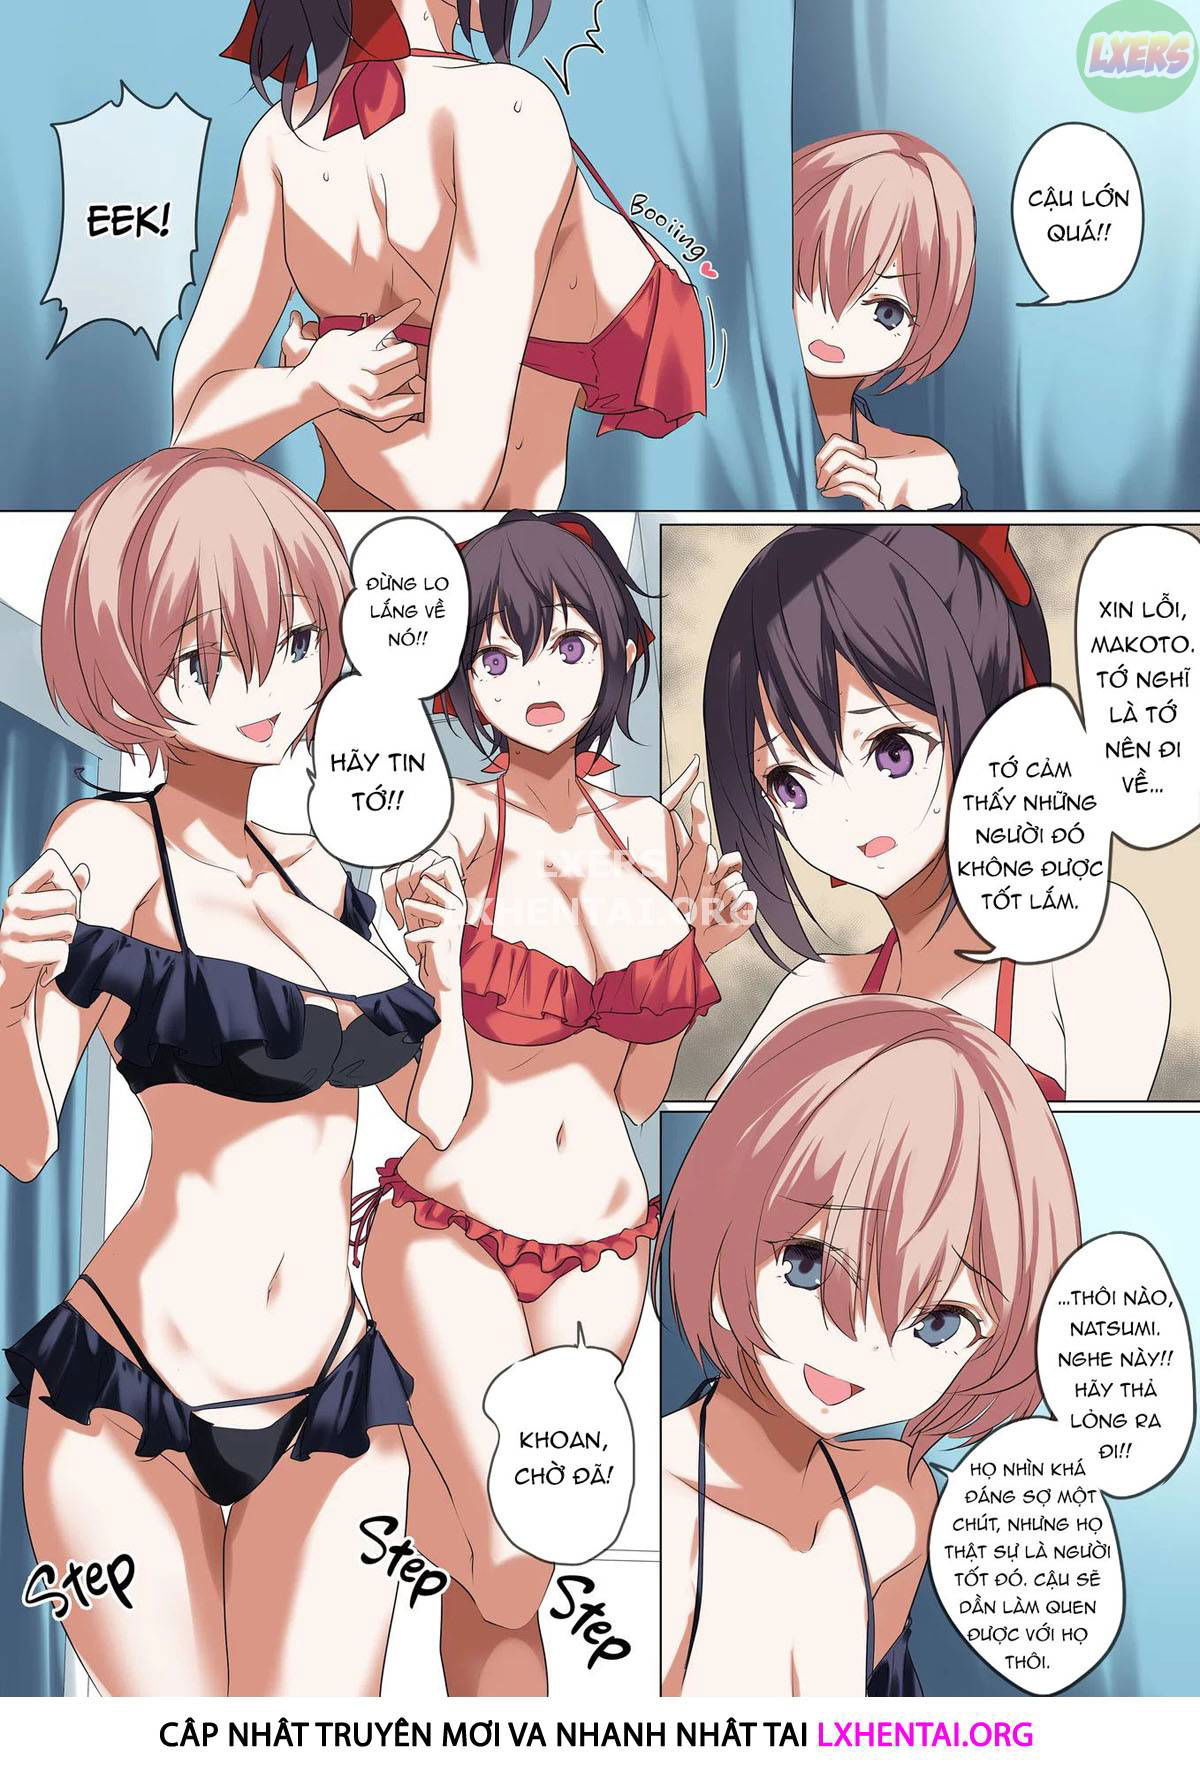 LXERS
CẬU LỚN
QUÁ!!
EEK!
Booiiing
ĐỪNG LO
LẮNG VỀ
NÓ!!
HÃY TIN
TỚ!!
XIN LỖI,
MAKOTO.
TỚ NGHĨ
LÀ TỚ
NÊN ĐI
VỀ...
TỚ CẢM
THẤY NHỮNG
NGƯỜI ĐÓ
KHÔNG ĐƯỢC
TỐT LẮM.
LXERS
LXHENTAI.ORG
KHOAN,
CHỜ ĐÃ!
STEP
STEP
STEP
...THÔI NÀO,
NATSUMI.
NGHE NÀY!!
HÃY THẢ
LỎNG RA
ĐI!!
HỌ NHÌN KHÁ
ĐÁNG SỢ MỘT
CHÚT, NHƯNG HỌ
THẬT SỰ LÀ NGƯỜI
TỐT ĐÓ. CẬU SẼ
DẦN LÀM QUEN
ĐƯỢC VỚI HỌ
THÔI.
CẬP NHẬT TRUYỆN MỚI VÀ NHANH NHẤT TẠI LXHENTAI.ORG